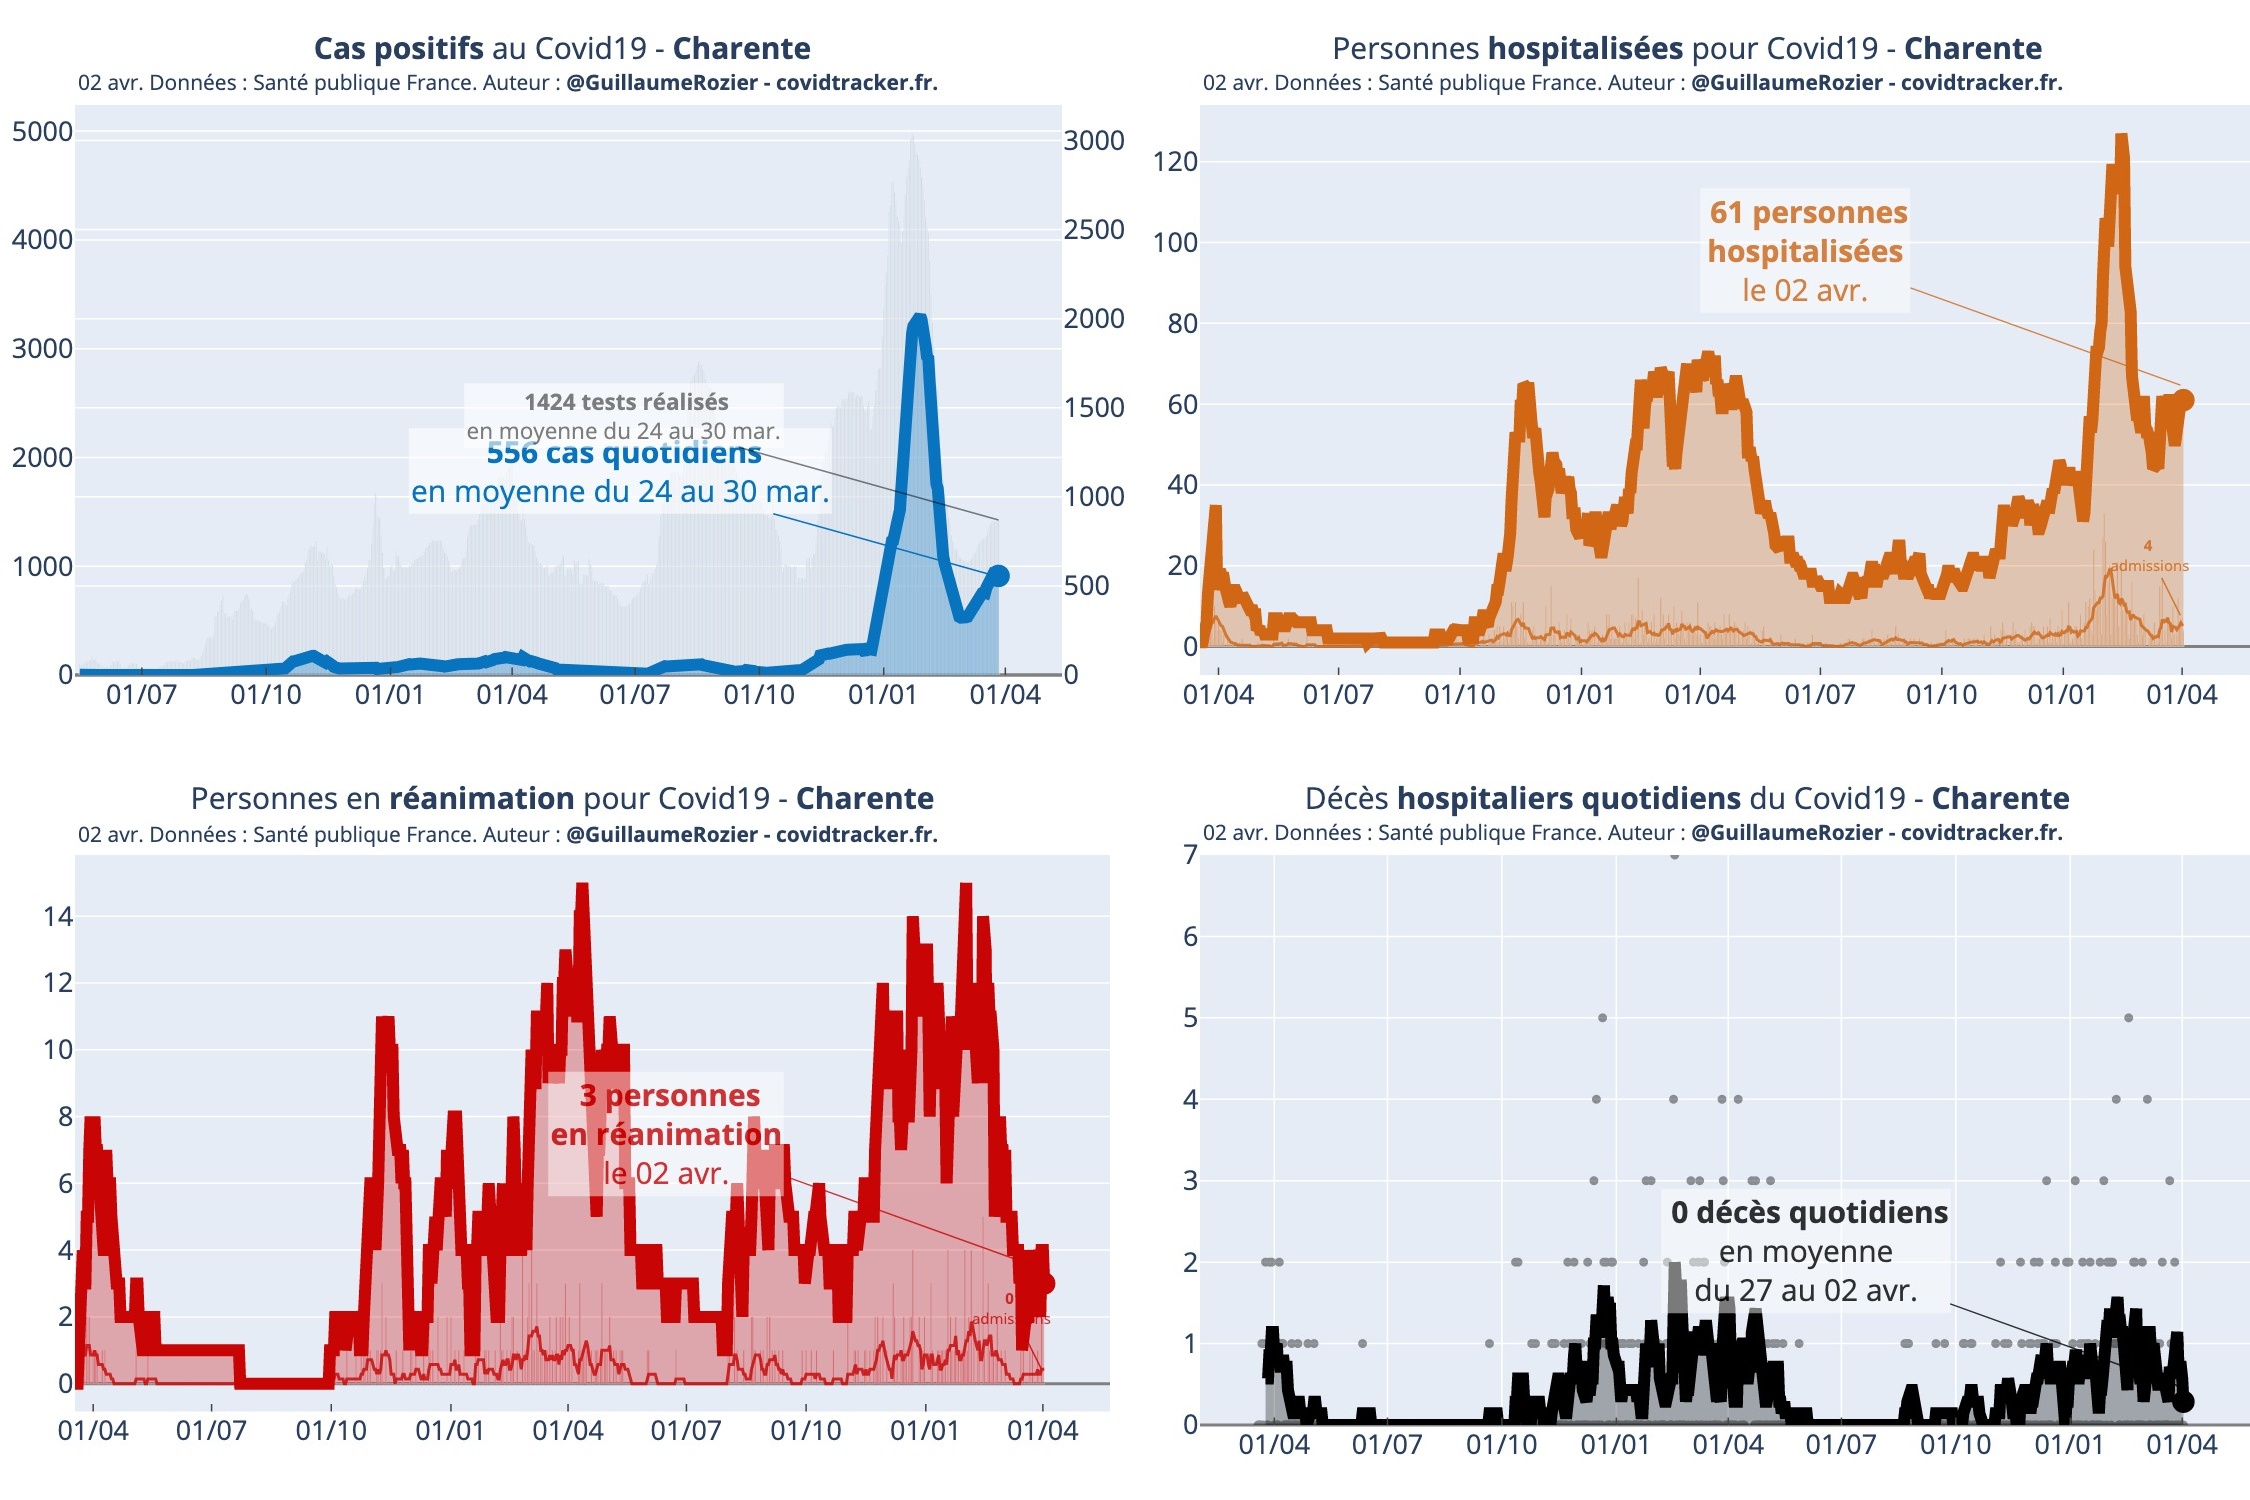 Cas positifs au Covid19 - Charente
02 avr. Données : Santé publique France. Auteur : @GuillaumeRozier - covidtracker.fr.
5000
4000
3000
2000
1000
0
3000
2500
2000
1500
1000
500
0
1424 tests réalisés
en moyenne du 24 au 30 mar.
556 cas quotidiens
en moyenne du 24 au 30 mar.
01/07 01/10 01/01 01/04 01/07 01/10 01/01 01/04
Personnes hospitalisées pour Covid19 - Charente
02 avr. Données : Santé publique France. Auteur : @GuillaumeRozier - covidtracker.fr.
120
100
80
60
40
20
0
61 personnes
hospitalisées
le 02 avr.
4
admissions
01/04 01/07 01/10 01/01 01/04 01/07 01/10 01/01 01/04
Personnes en réanimation pour Covid19 - Charente
02 avr. Données : Santé publique France. Auteur : @GuillaumeRozier - covidtracker.fr.
14
12
10
8
6
4
2
0
3 personnes
en réanimation
le 02 avr.
0
admissions
01/04 01/07 01/10 01/01 01/04 01/07 01/10 01/01 01/04
Décès hospitaliers quotidiens du Covid19 - Charente
02 avr. Données : Santé publique France. Auteur : @GuillaumeRozier - covidtracker.fr.
7
6
5
4
3
2
1
0
0 décès quotidiens
en moyenne
du 27 au 02 avr.
01/04 01/07 01/10 01/01 01/04 01/07 01/10 01/01 01/04